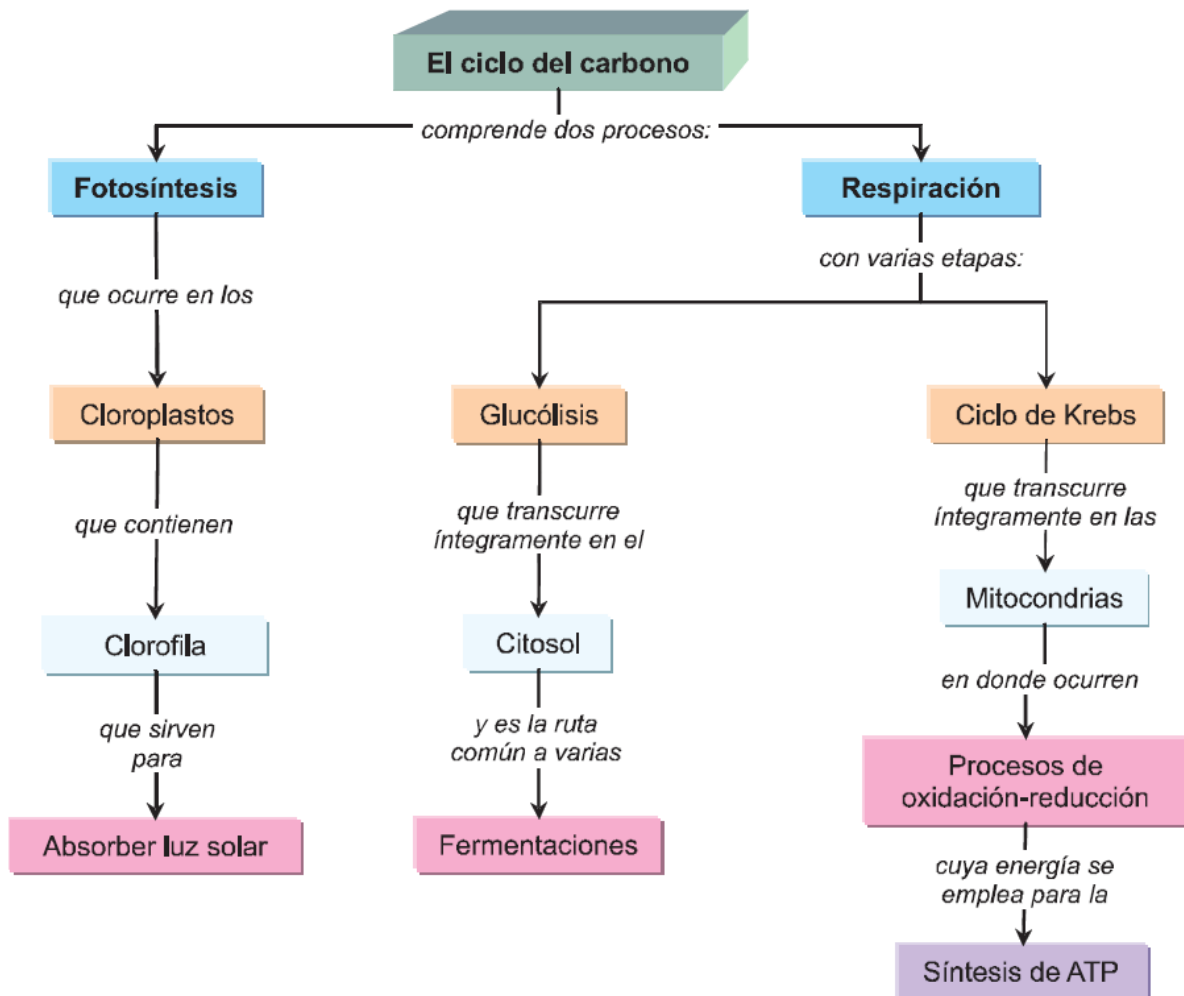 El ciclo del carbono
comprende dos procesos:
Fotosíntesis
Respiración
que ocurre en los
con varias etapas:
Cloroplastos
Glucólisis
Ciclo de Krebs
que contienen
que transcurre
íntegramente en el
que transcurre
íntegramente en las
Clorofila
Citosol
Mitocondrias
que sirven
para
y es la ruta
común a varias
en donde ocurren
Absorber luz solar
Fermentaciones
Procesos de
oxidación-reducción
cuya energía se
emplea para la
Síntesis de ATP